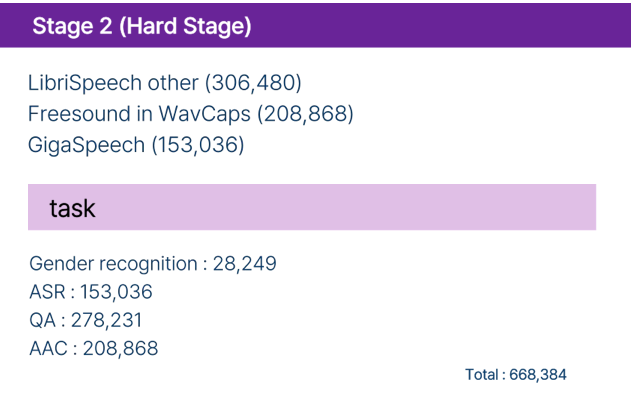 Stage 2 (Hard Stage)
LibriSpeech other (306,480)
Freesound in WavCaps (208,868)
GigaSpeech (153,036)
task
Gender recognition : 28,249
ASR : 153,036
QA : 278,231
AAC : 208,868
Total : 668,384